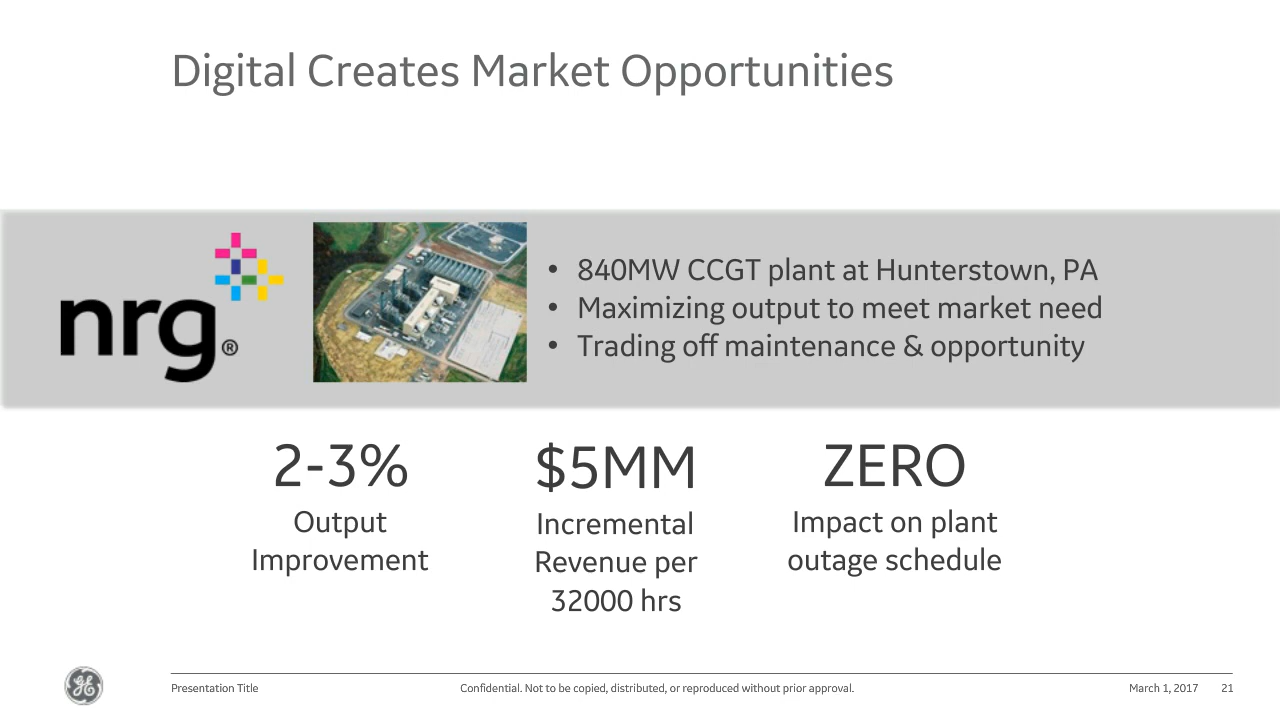 Digital Creates Market Opportunities
nrg®
• 840MW CCGT plant at Hunterstown, PA
• Maximizing output to meet market need
• Trading off maintenance & opportunity
2-3%
Output
Improvement
$5MM
Incremental
Revenue per
32000 hrs
ZERO
Impact on plant
outage schedule
GE
Presentation Title
Confidential. Not to be copied, distributed, or reproduced without prior approval.
March 1, 2017
21